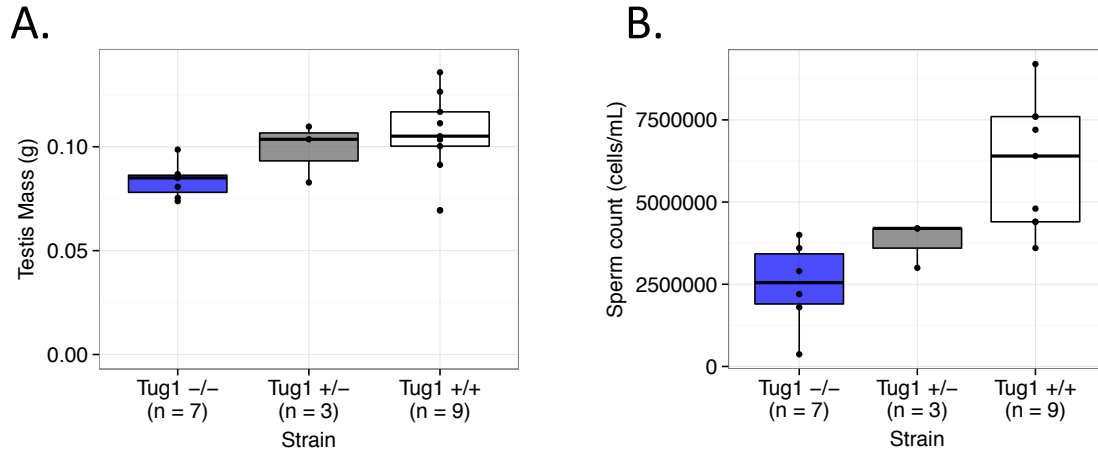 A.
Testis Mass (g)
0.10
0.05
0.00
Tug1 −/−
(n = 7)
Tug1 +/−
(n = 3)
Tug1 +/+
(n = 9)
Strain
B.
Sperm count (cells/mL)
7500000
5000000
2500000
0
Tug1 −/−
(n = 7)
Tug1 +/−
(n = 3)
Tug1 +/+
(n = 9)
Strain